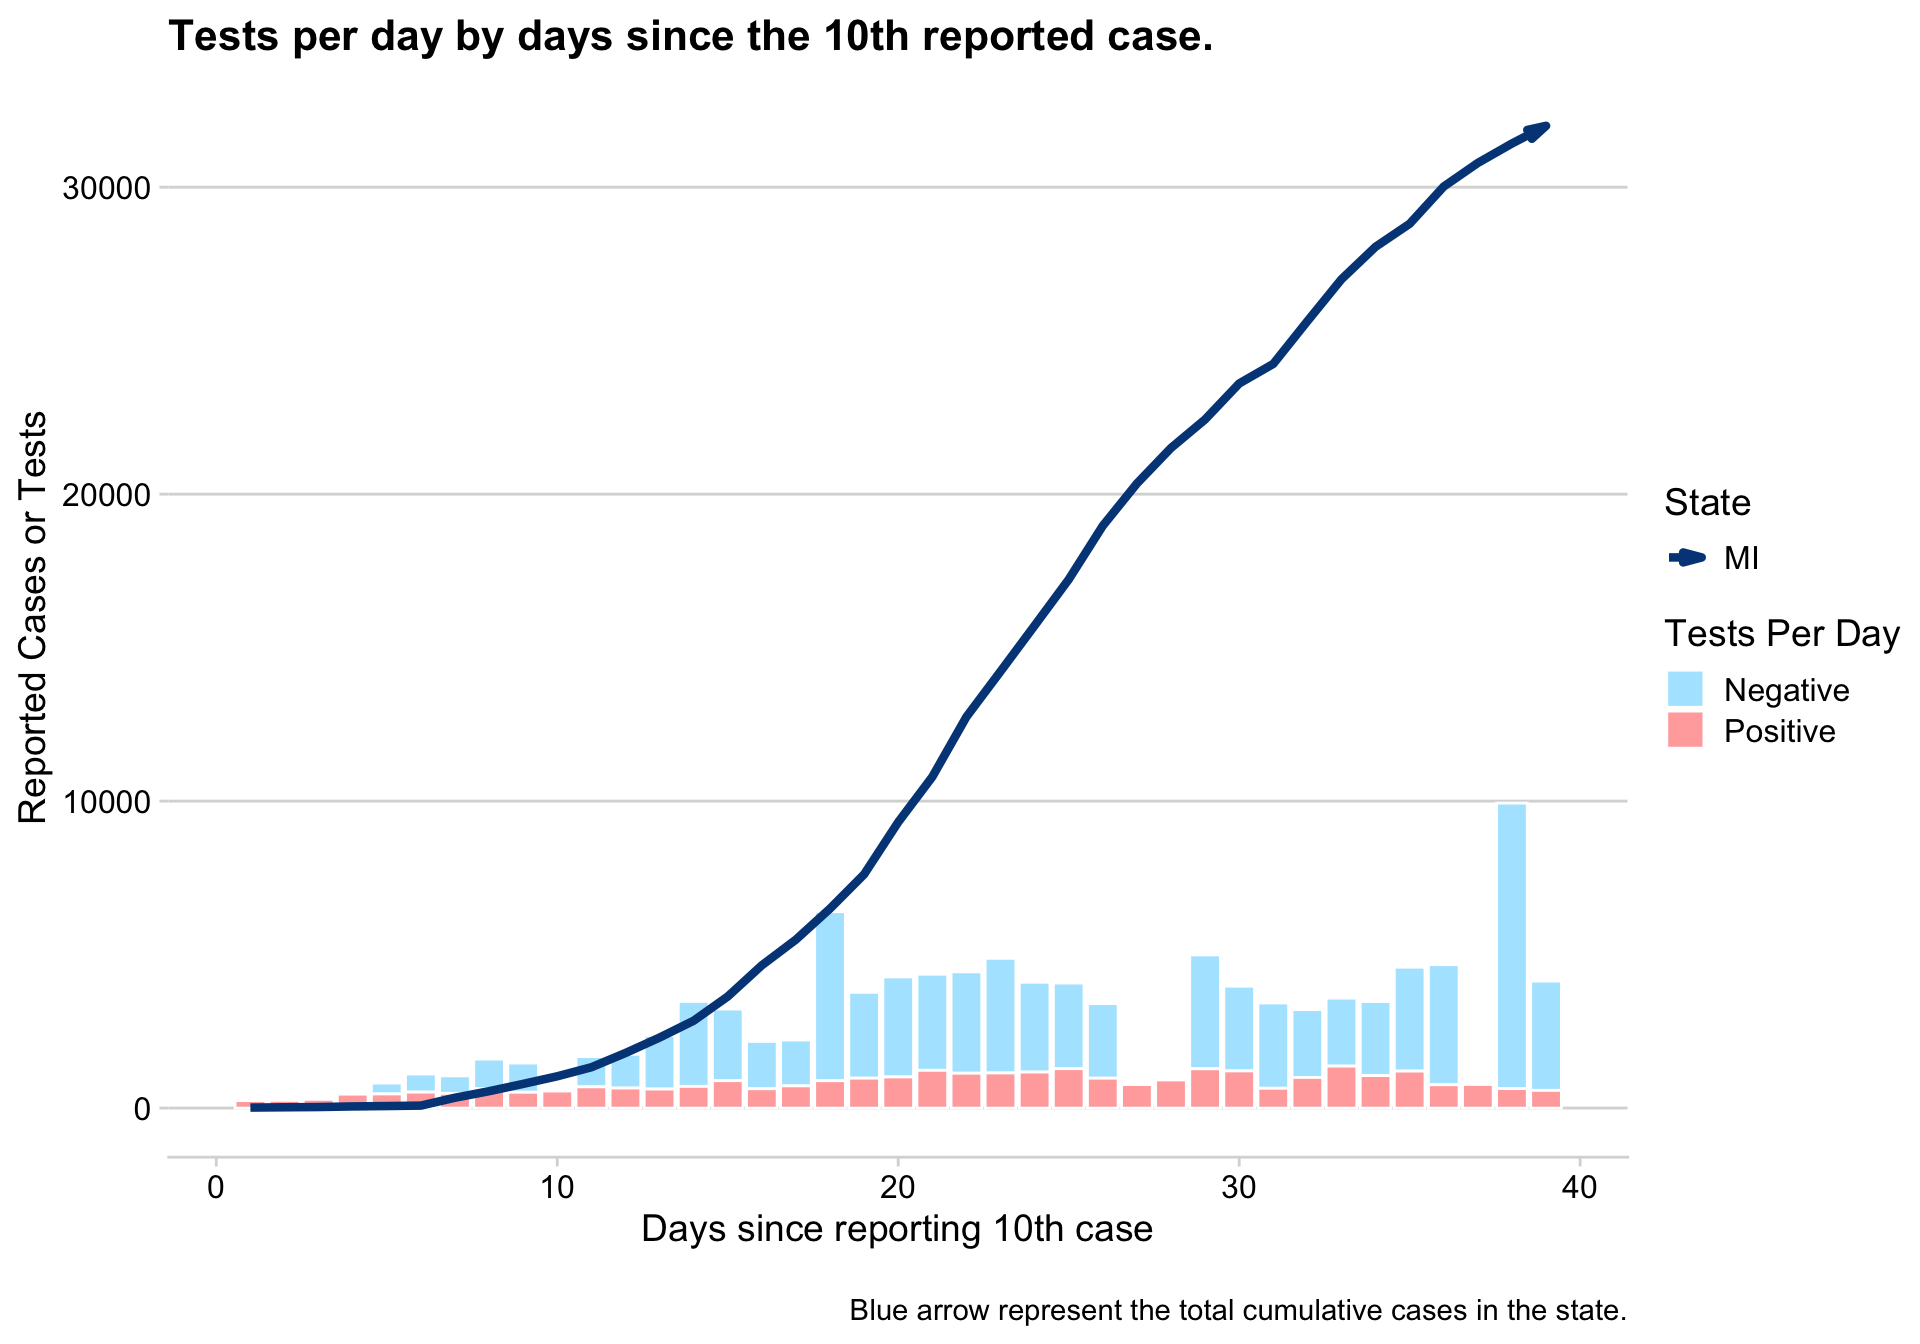 Tests per day by days since the 10th reported case.
Reported Cases or Tests
30000
20000
10000
0
0
10
20
30
40
Days since reporting 10th case
State
MI
Tests Per Day
Negative
Positive
Blue arrow represent the total cumulative cases in the state.